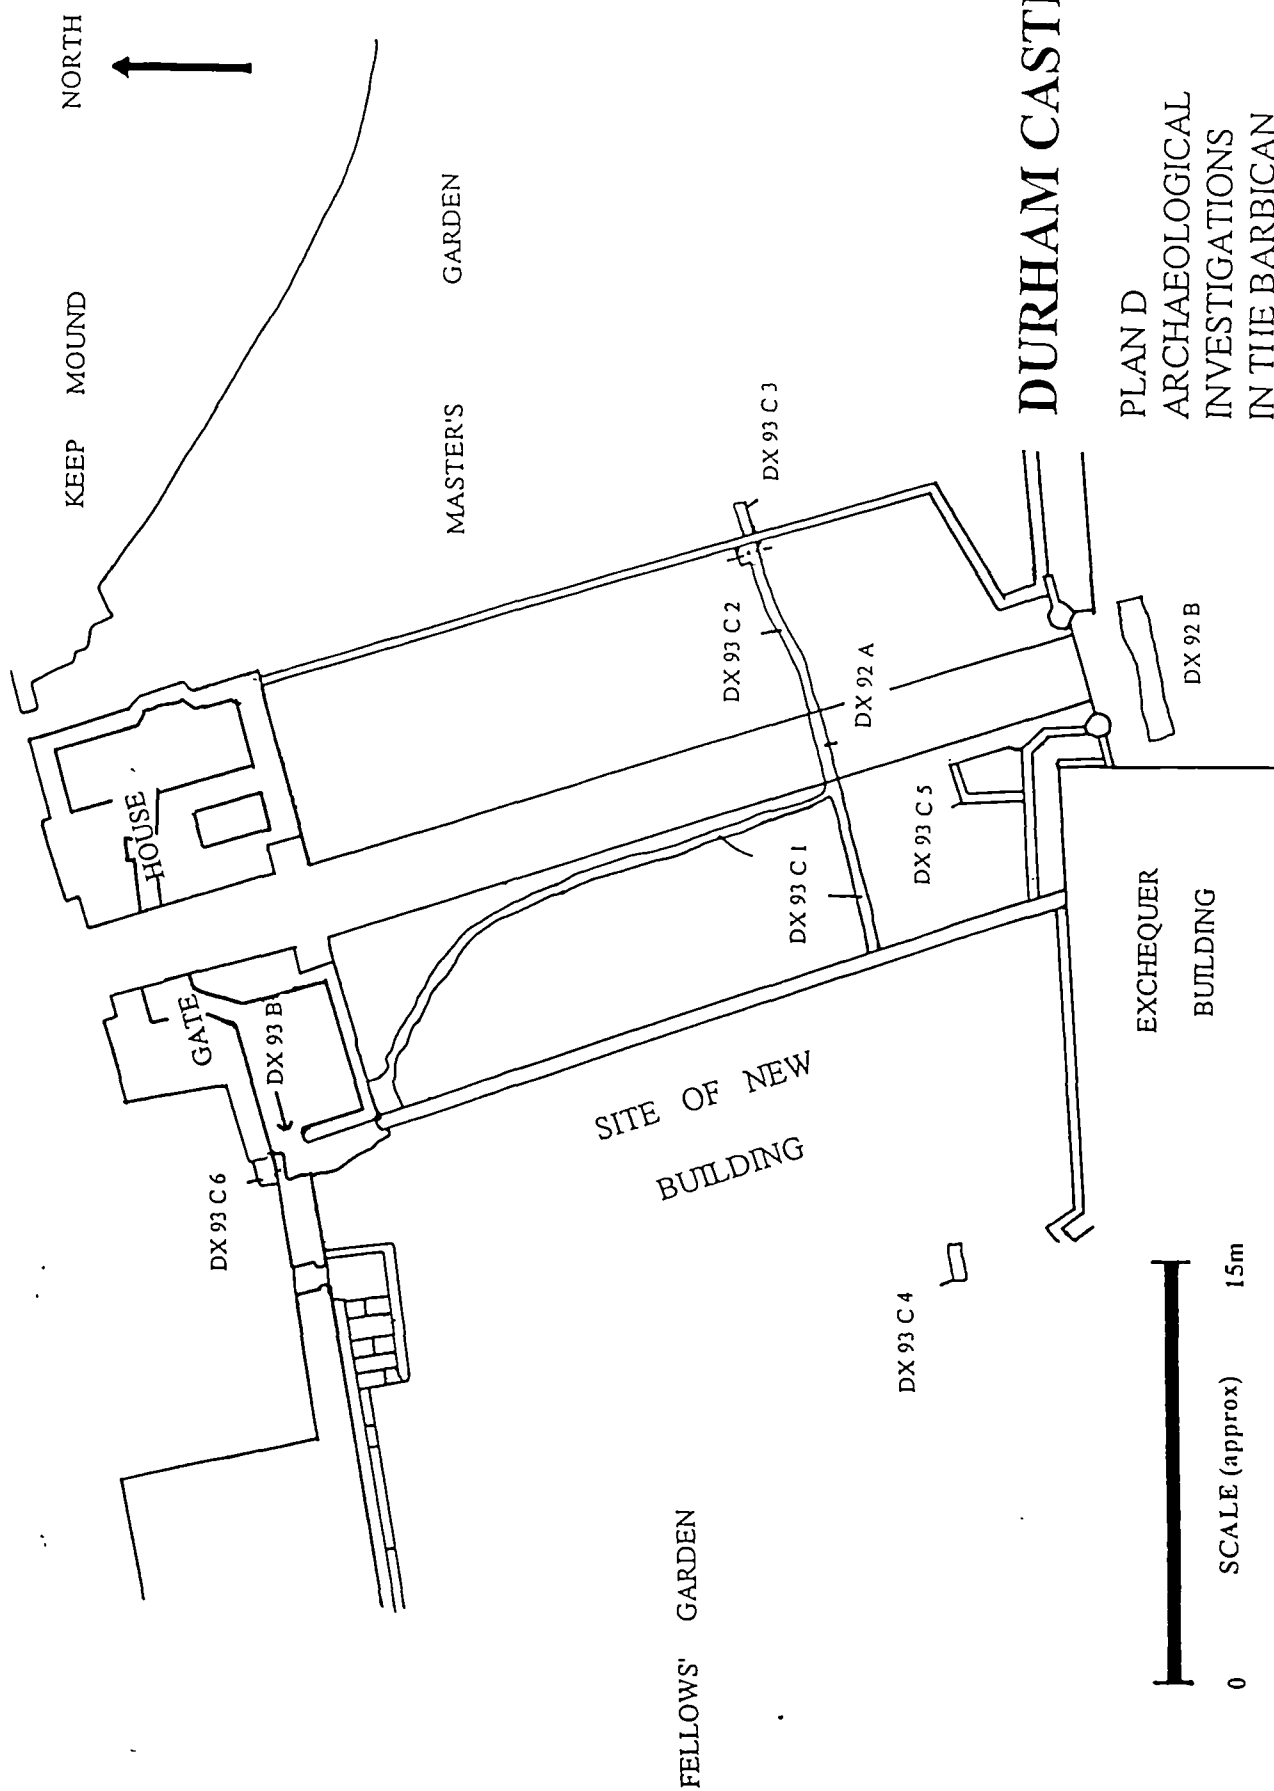 NORTH
KEEP MOUND
MASTER'S GARDEN
HOUSE
GATE
DX 93 B
DX 93 C 6
DX 93 C 3
DX 93 C 2
DX 92 A
DX 93 C 1
DX 93 C 5
DX 92 B
DX 93 C 4
SITE OF NEW
BUILDING
EXCHEQUER
BUILDING
FELLOWS' GARDEN
0
15m
SCALE (approx)
DURHAM CASTL
PLAN D
ARCHAEOLOGICAL
INVESTIGATIONS
IN THE BARBICAN